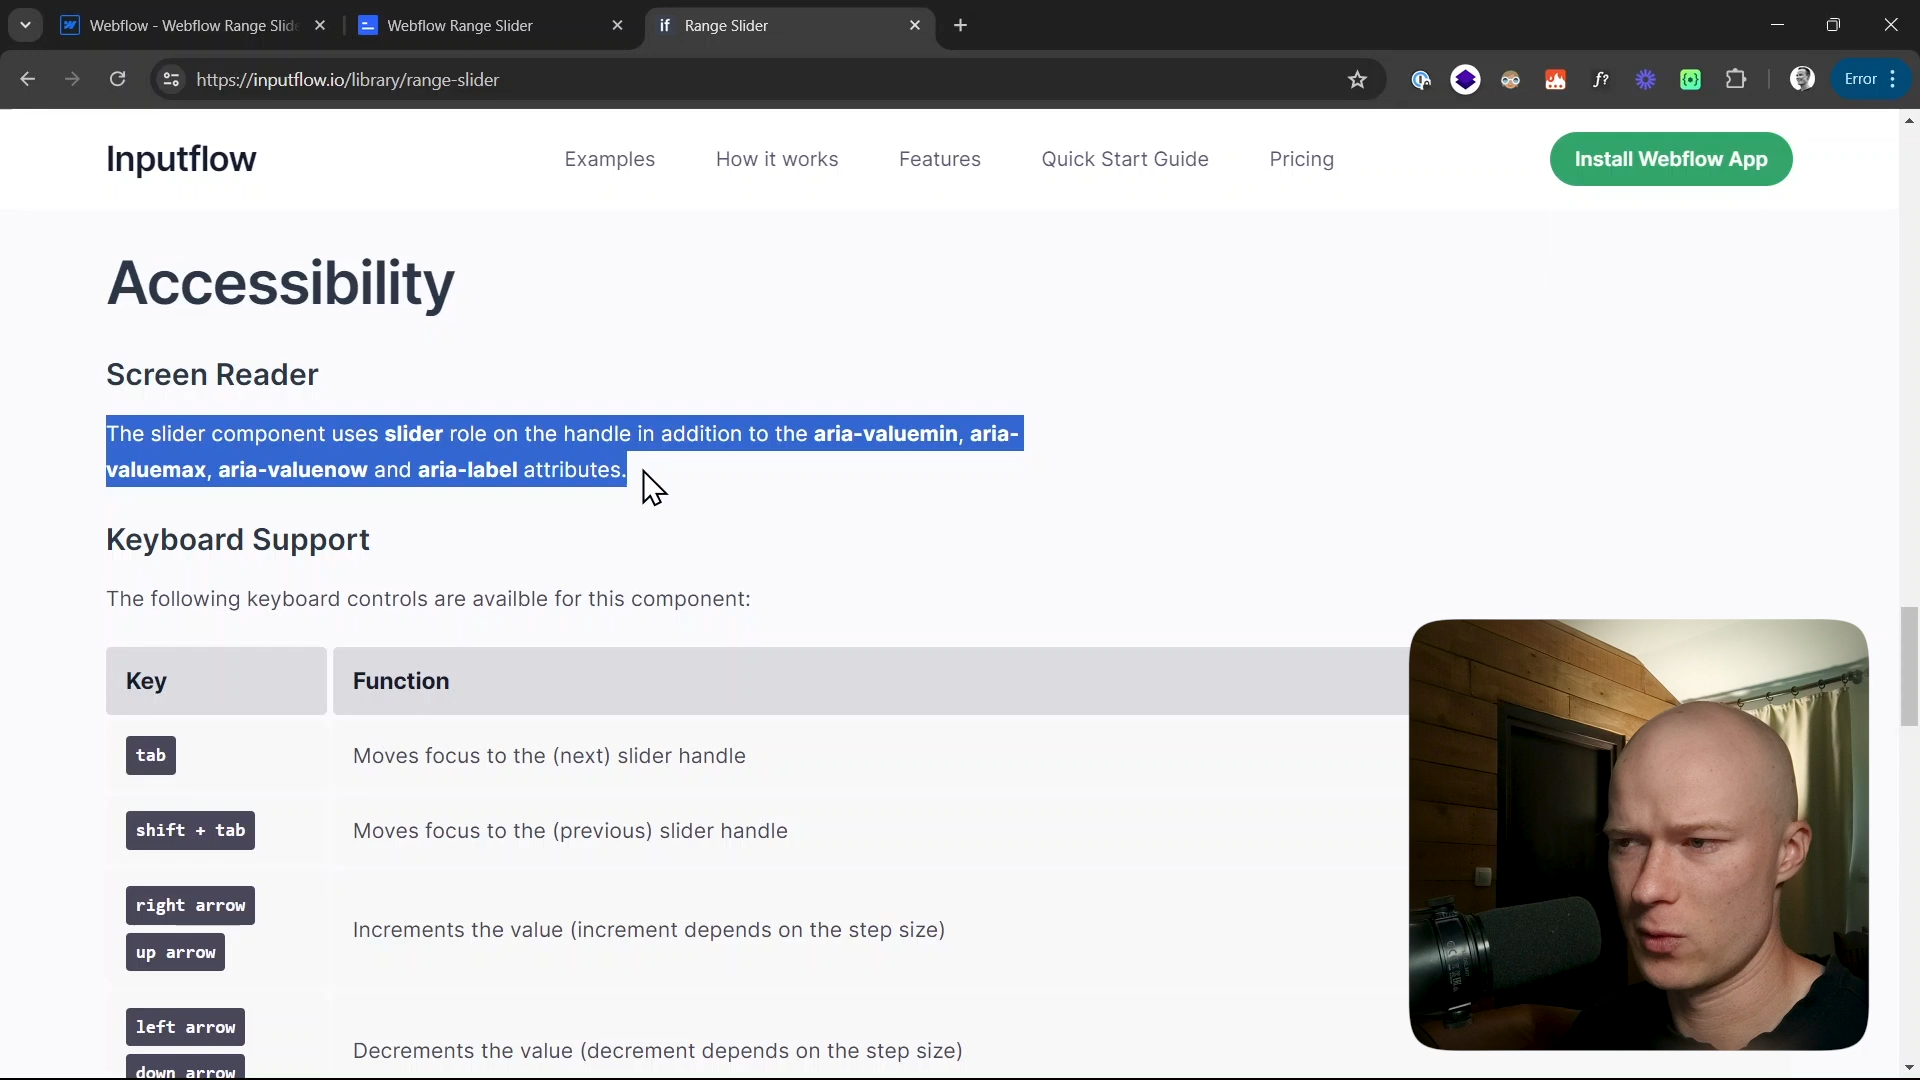 Webflow - Webflow Range Slide
Webflow Range Slider
if Range Slider
https://inputflow.io/library/range-slider
f?
Error
Inputflow
Examples
How it works
Features
Quick Start Guide
Pricing
Install Webflow App
Accessibility
Screen Reader
The slider component uses slider role on the handle in addition to the aria-valuemin, aria-
valuemax, aria-valuenow and aria-label attributes.
Keyboard Support
The following keyboard controls are availble for this component:
Key
Function
tab
Moves focus to the (next) slider handle
shift + tab
Moves focus to the (previous) slider handle
right arrow
up arrow
Increments the value (increment depends on the step size)
left arrow
down arrow
Decrements the value (decrement depends on the step size)